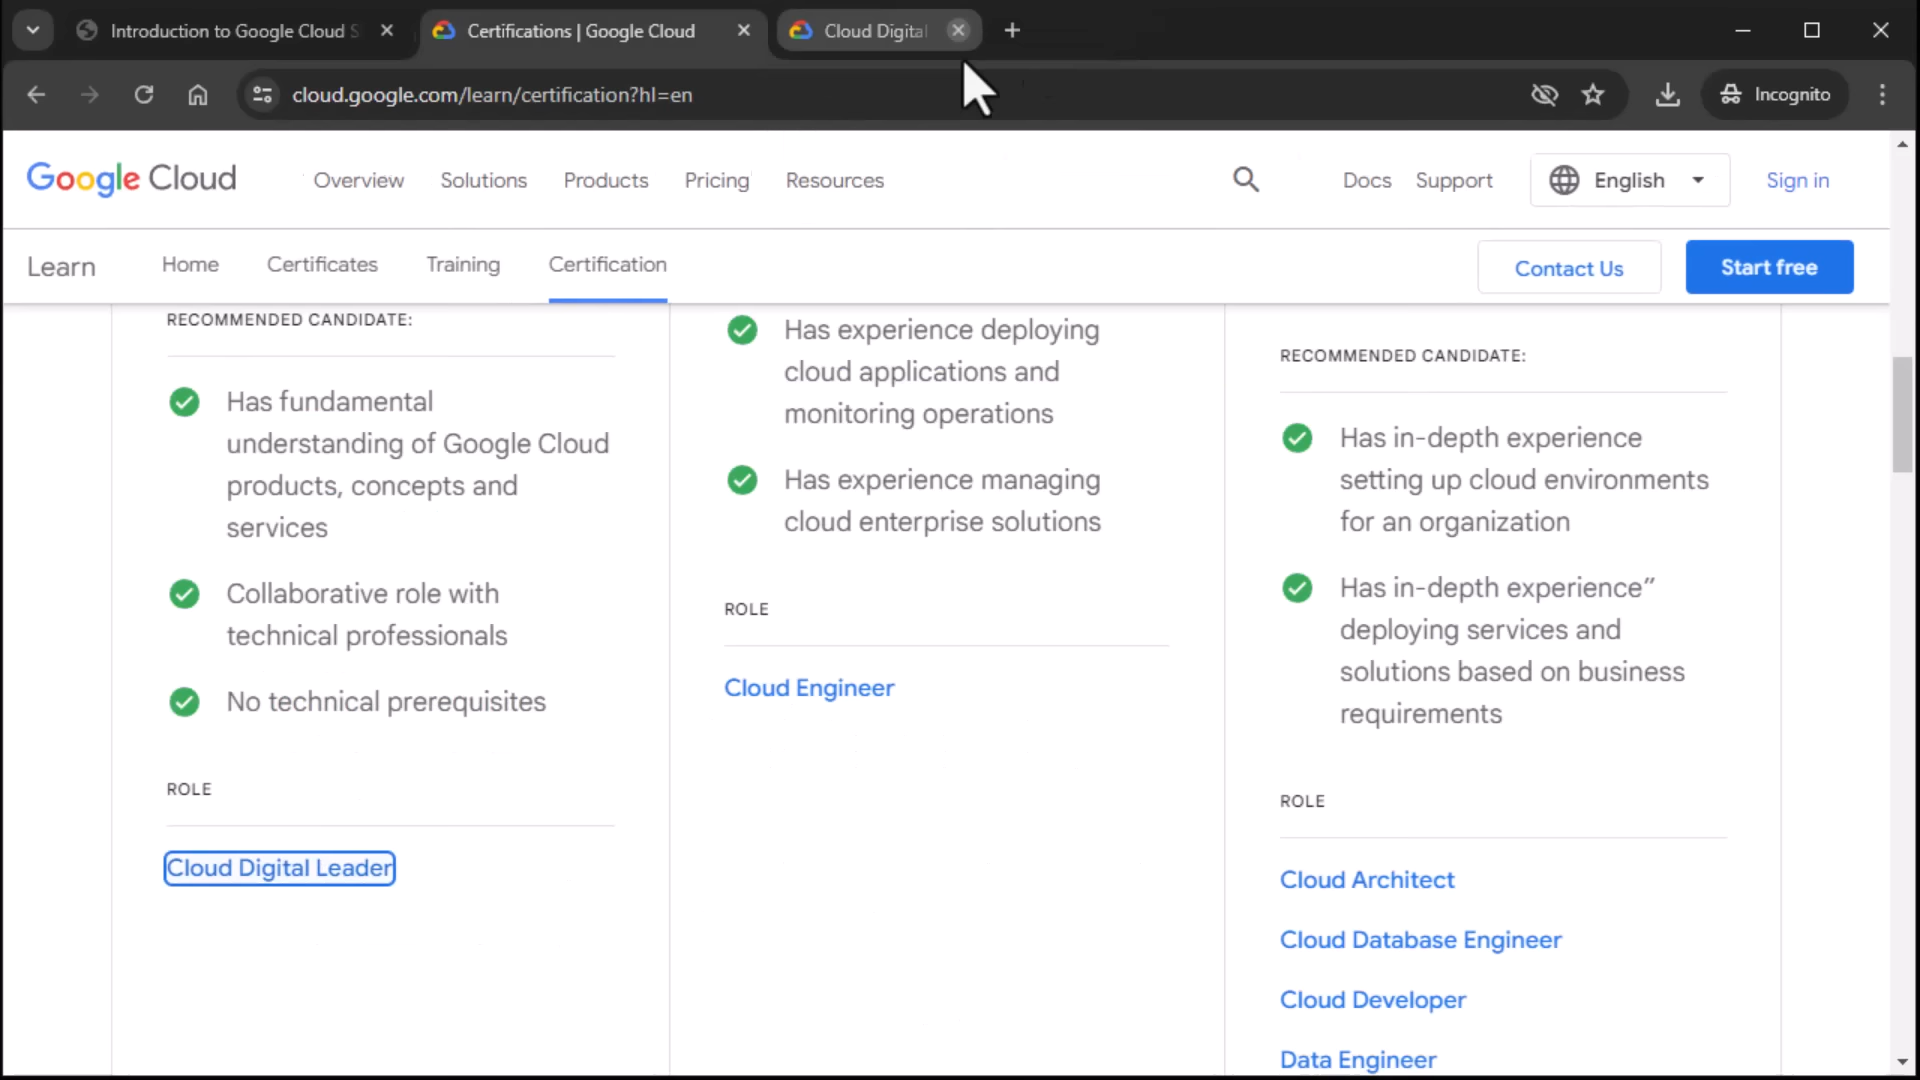 Introduction to Google Cloud S
Certifications | Google Cloud
Cloud Digital
cloud.google.com/learn/certification?hl=en
Incognito
Google Cloud
Overview
Solutions
Products
Pricing
Resources
Docs
Support
English
Sign in
Learn
Home
Certificates
Training
Certification
Contact Us
Start free
RECOMMENDED CANDIDATE:
Has fundamental
understanding of Google Cloud
products, concepts and
services
Collaborative role with
technical professionals
No technical prerequisites
ROLE
Cloud Digital Leader
Has experience deploying
cloud applications and
monitoring operations
Has experience managing
cloud enterprise solutions
ROLE
Cloud Engineer
RECOMMENDED CANDIDATE:
Has in-depth experience
setting up cloud environments
for an organization
Has in-depth experience”
deploying services and
solutions based on business
requirements
ROLE
Cloud Architect
Cloud Database Engineer
Cloud Developer
Data Engineer